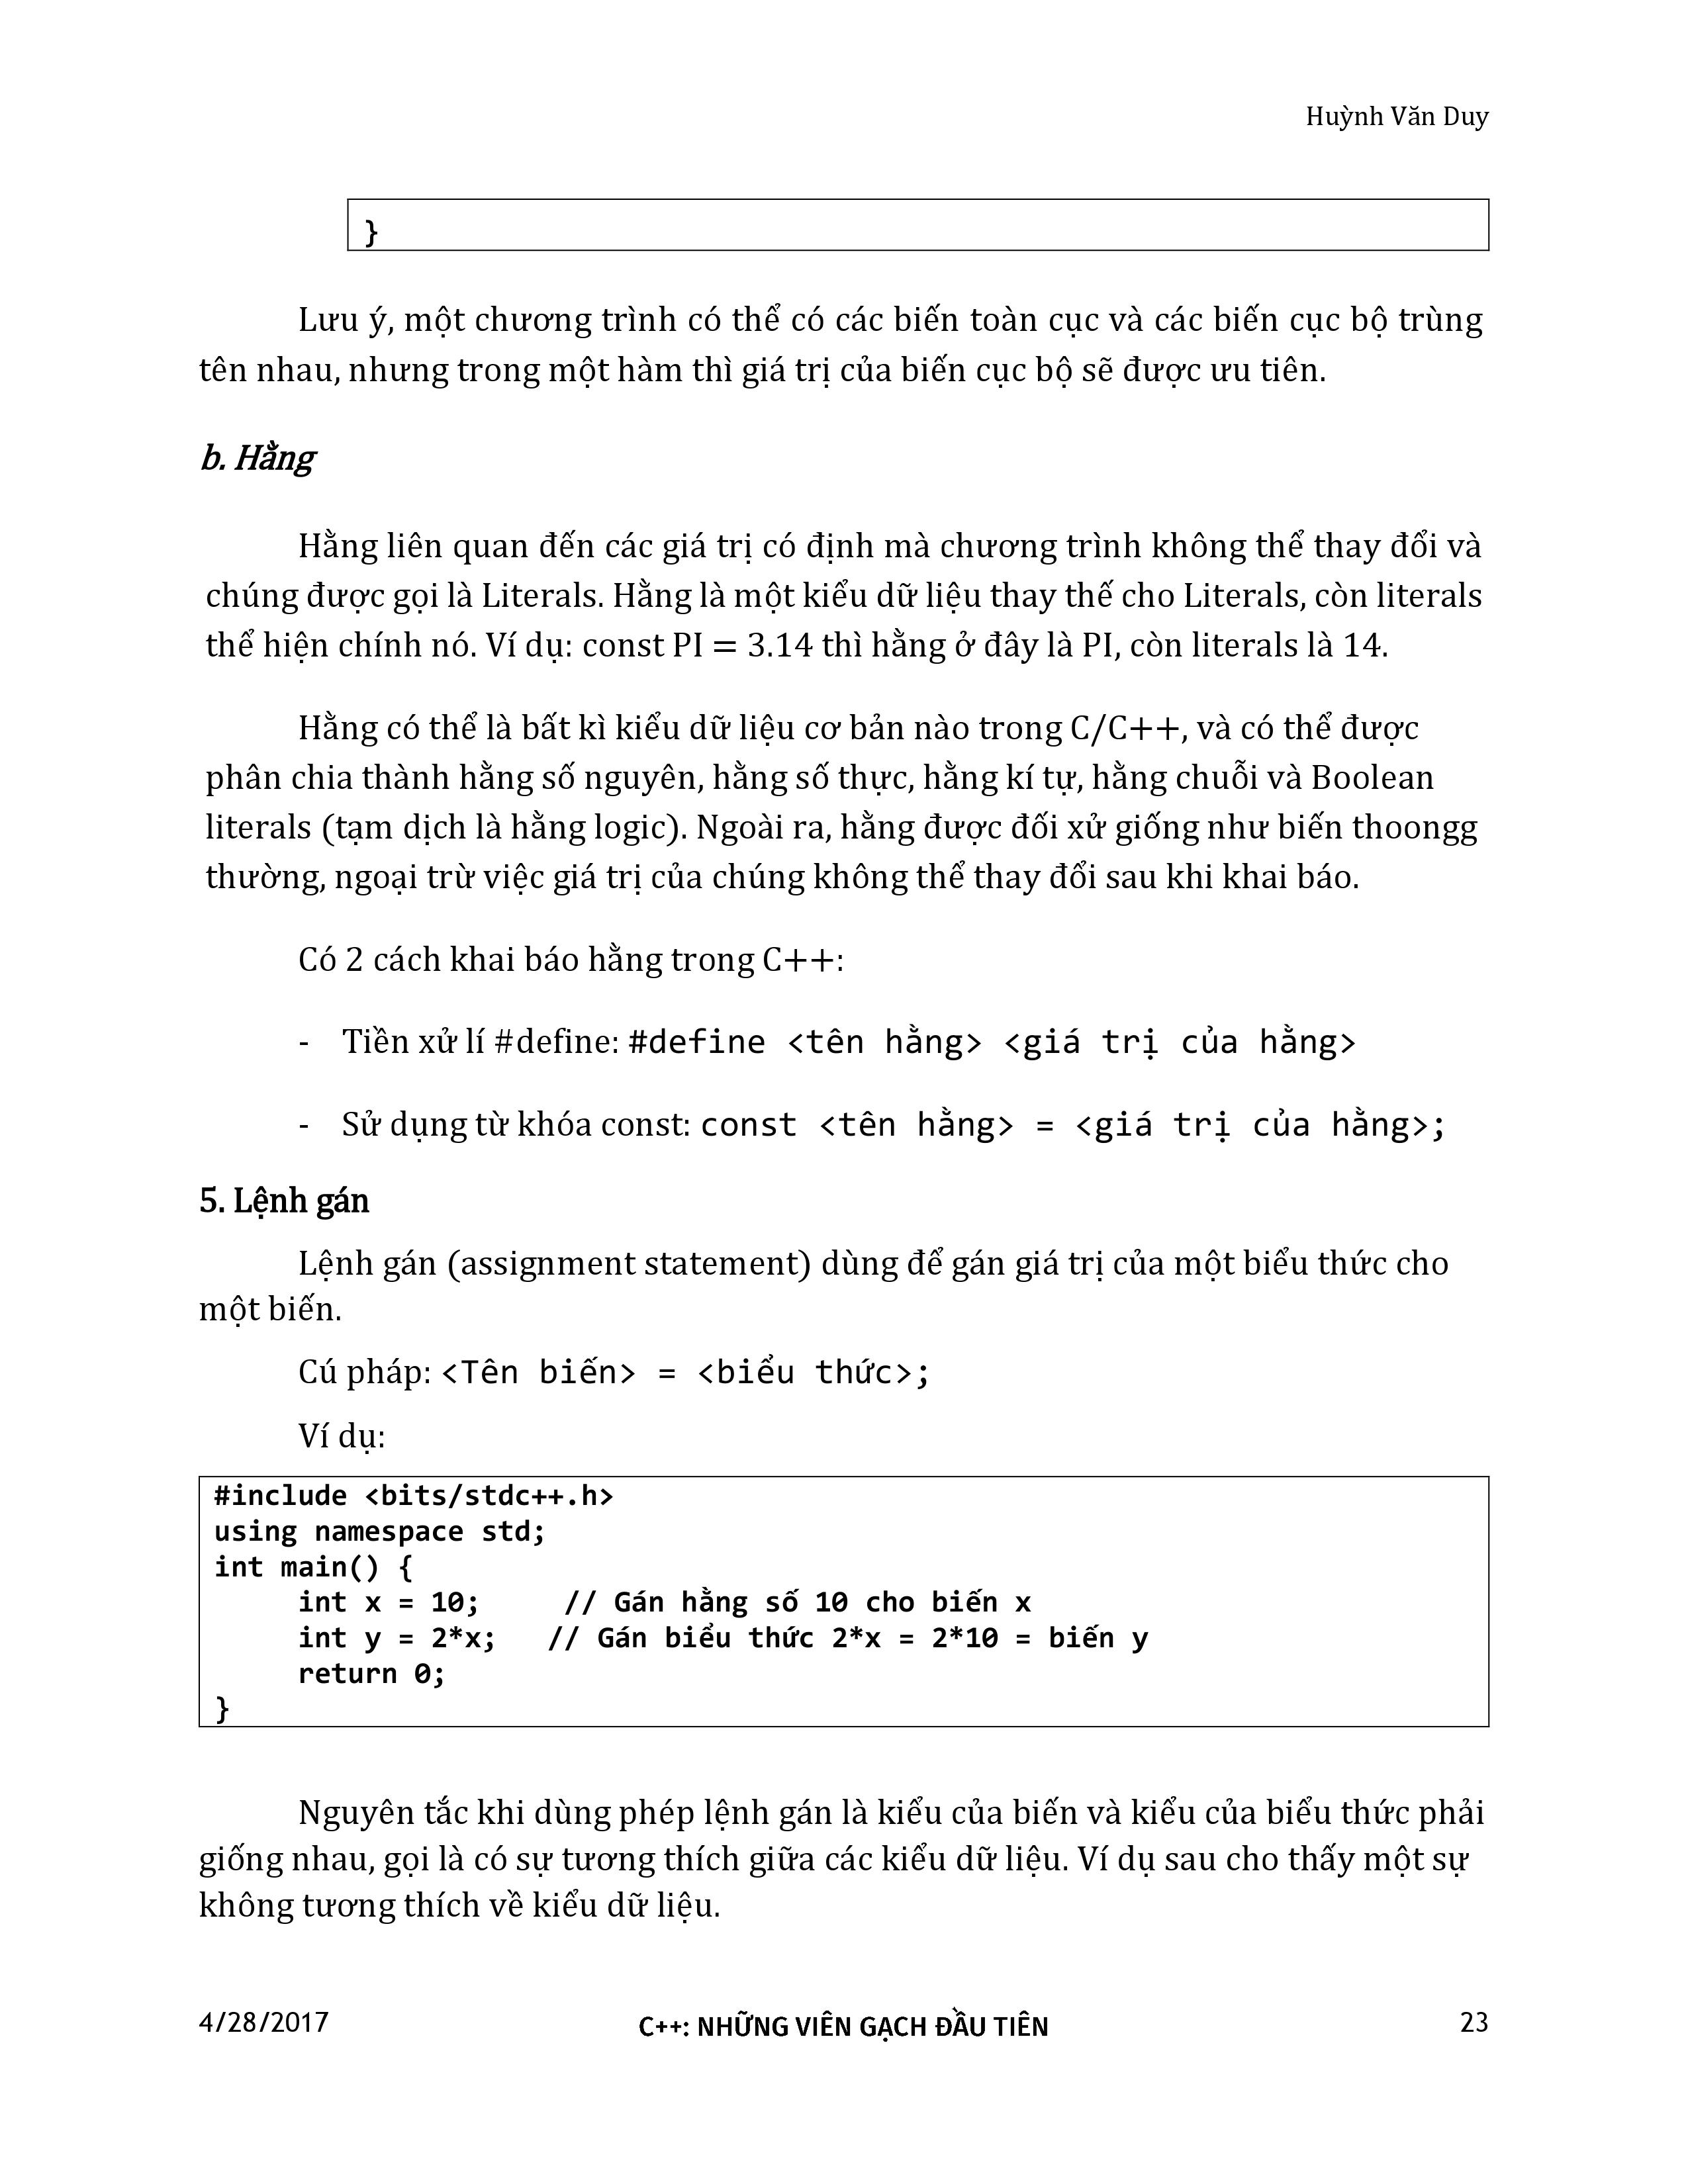 Huỳnh Văn Duy
}
Lưu ý, một chương trình có thể có các biến toàn cục và các biến cục bộ trùng
tên nhau, nhưng trong một hàm thì giá trị của biến cục bộ sẽ được ưu tiên.
b. Hằng
Hằng liên quan đến các giá trị có định mà chương trình không thể thay đổi và
chúng được gọi là Literals. Hằng là một kiểu dữ liệu thay thế cho Literals, còn literals
thể hiện chính nó. Ví dụ: const PI = 3.14 thì hằng ở đây là PI, còn literals là 14.
Hằng có thể là bất kì kiểu dữ liệu cơ bản nào trong C/C++, và có thể được
phân chia thành hằng số nguyên, hằng số thực, hằng kí tự, hằng chuỗi và Boolean
literals (tạm dịch là hằng logic). Ngoài ra, hằng được đối xử giống như biến thoongg
thường, ngoại trừ việc giá trị của chúng không thể thay đổi sau khi khai báo.
Có 2 cách khai báo hằng trong C++:
- Tiền xử lí #define: #define <tên hằng> <giá trị của hằng>
- Sử dụng từ khóa const: const <tên hằng> = <giá trị của hằng>;
5. Lệnh gán
Lệnh gán (assignment statement) dùng để gán giá trị của một biểu thức cho
một biến.
Cú pháp: <Tên biến> = <biểu thức>;
Ví dụ:
#include <bits/stdc++.h>
using namespace std;
int main() {
int x = 10; // Gán hằng số 10 cho biến x
int y = 2*x; // Gán biểu thức 2*x = 2*10 = biến y
return 0;
}
Nguyên tắc khi dùng phép lệnh gán là kiểu của biến và kiểu của biểu thức phải
giống nhau, gọi là có sự tương thích giữa các kiểu dữ liệu. Ví dụ sau cho thấy một sự
không tương thích về kiểu dữ liệu.
4/28/2017 C++: NHỮNG VIÊN GẠCH ĐẦU TIÊN 23